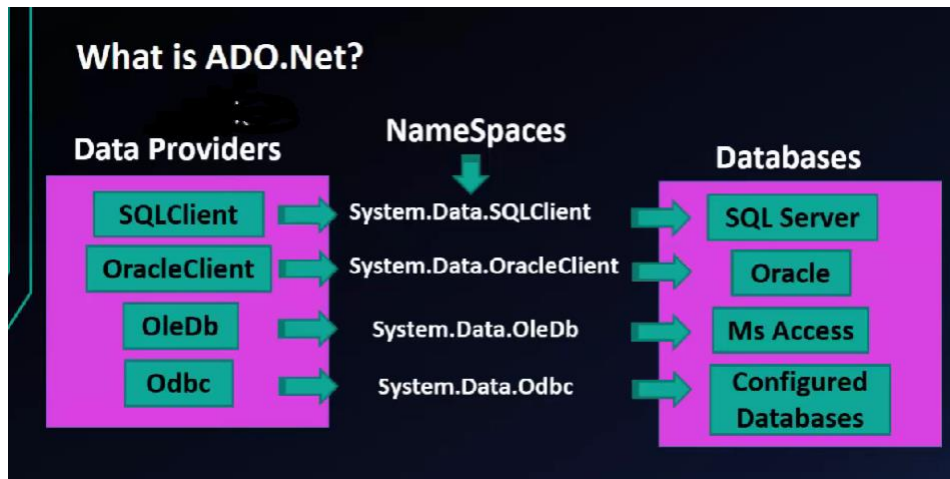 What is ADO.Net?
Data Providers
NameSpaces
Databases
SQLClient
System.Data.SQLClient
SQL Server
OracleClient
System.Data.OracleClient
Oracle
OleDb
System.Data.OleDb
Ms Access
Odbc
System.Data.Odbc
Configured
Databases